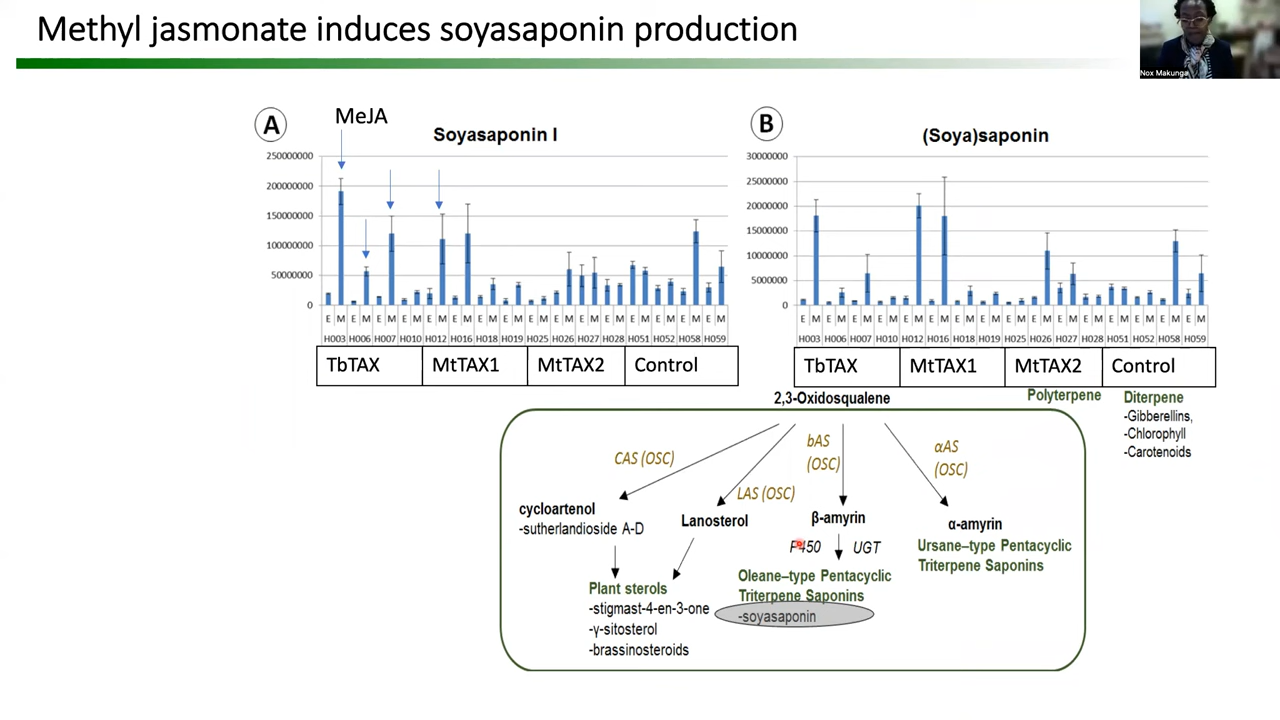 Methyl jasmonate induces soyasaponin production
Nox Makunga
A
MeJA
Soyasaponin I
250000000
200000000
150000000
100000000
50000000
0
E M E M E M E M E M E M E M E M E M E M E M E M E M E M E M E M
H003 H006 H007 H010 H012 H016 H018 H019 H025 H026 H027 H028 H051 H052 H058 H059
TbTAX MtTAX1 MtTAX2 Control
B
(Soya)saponin
30000000
25000000
20000000
15000000
10000000
5000000
0
E M E M E M E M E M E M E M E M E M E M E M E M E M E M E M E M
H003 H006 H007 H010 H012 H016 H018 H019 H025 H026 H027 H028 H051 H052 H058 H059
TbTAX MtTAX1 MtTAX2 Control
2,3-Oxidosqualene
Polyterpene
Diterpene
-Gibberellins,
-Chlorophyll
-Carotenoids
CAS (OSC)
LAS (OSC)
bAS
(OSC)
αAS
(OSC)
cycloartenol
-sutherlandioside A-D
Lanosterol
β-amyrin
α-amyrin
P450 UGT
Ursane–type Pentacyclic
Triterpene Saponins
Oleane–type Pentacyclic
Triterpene Saponins
-soyasaponin
Plant sterols
-stigmast-4-en-3-one
-γ-sitosterol
-brassinosteroids